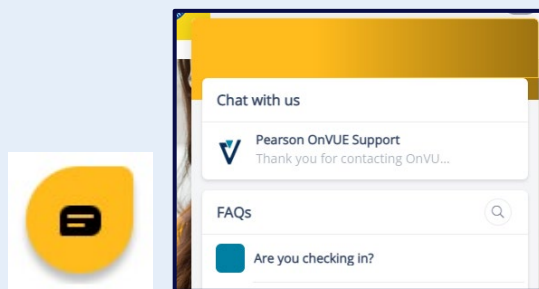 Chat with us
Pearson OnVUE Support
Thank you for contacting OnVU...
FAQs
Are you checking in?